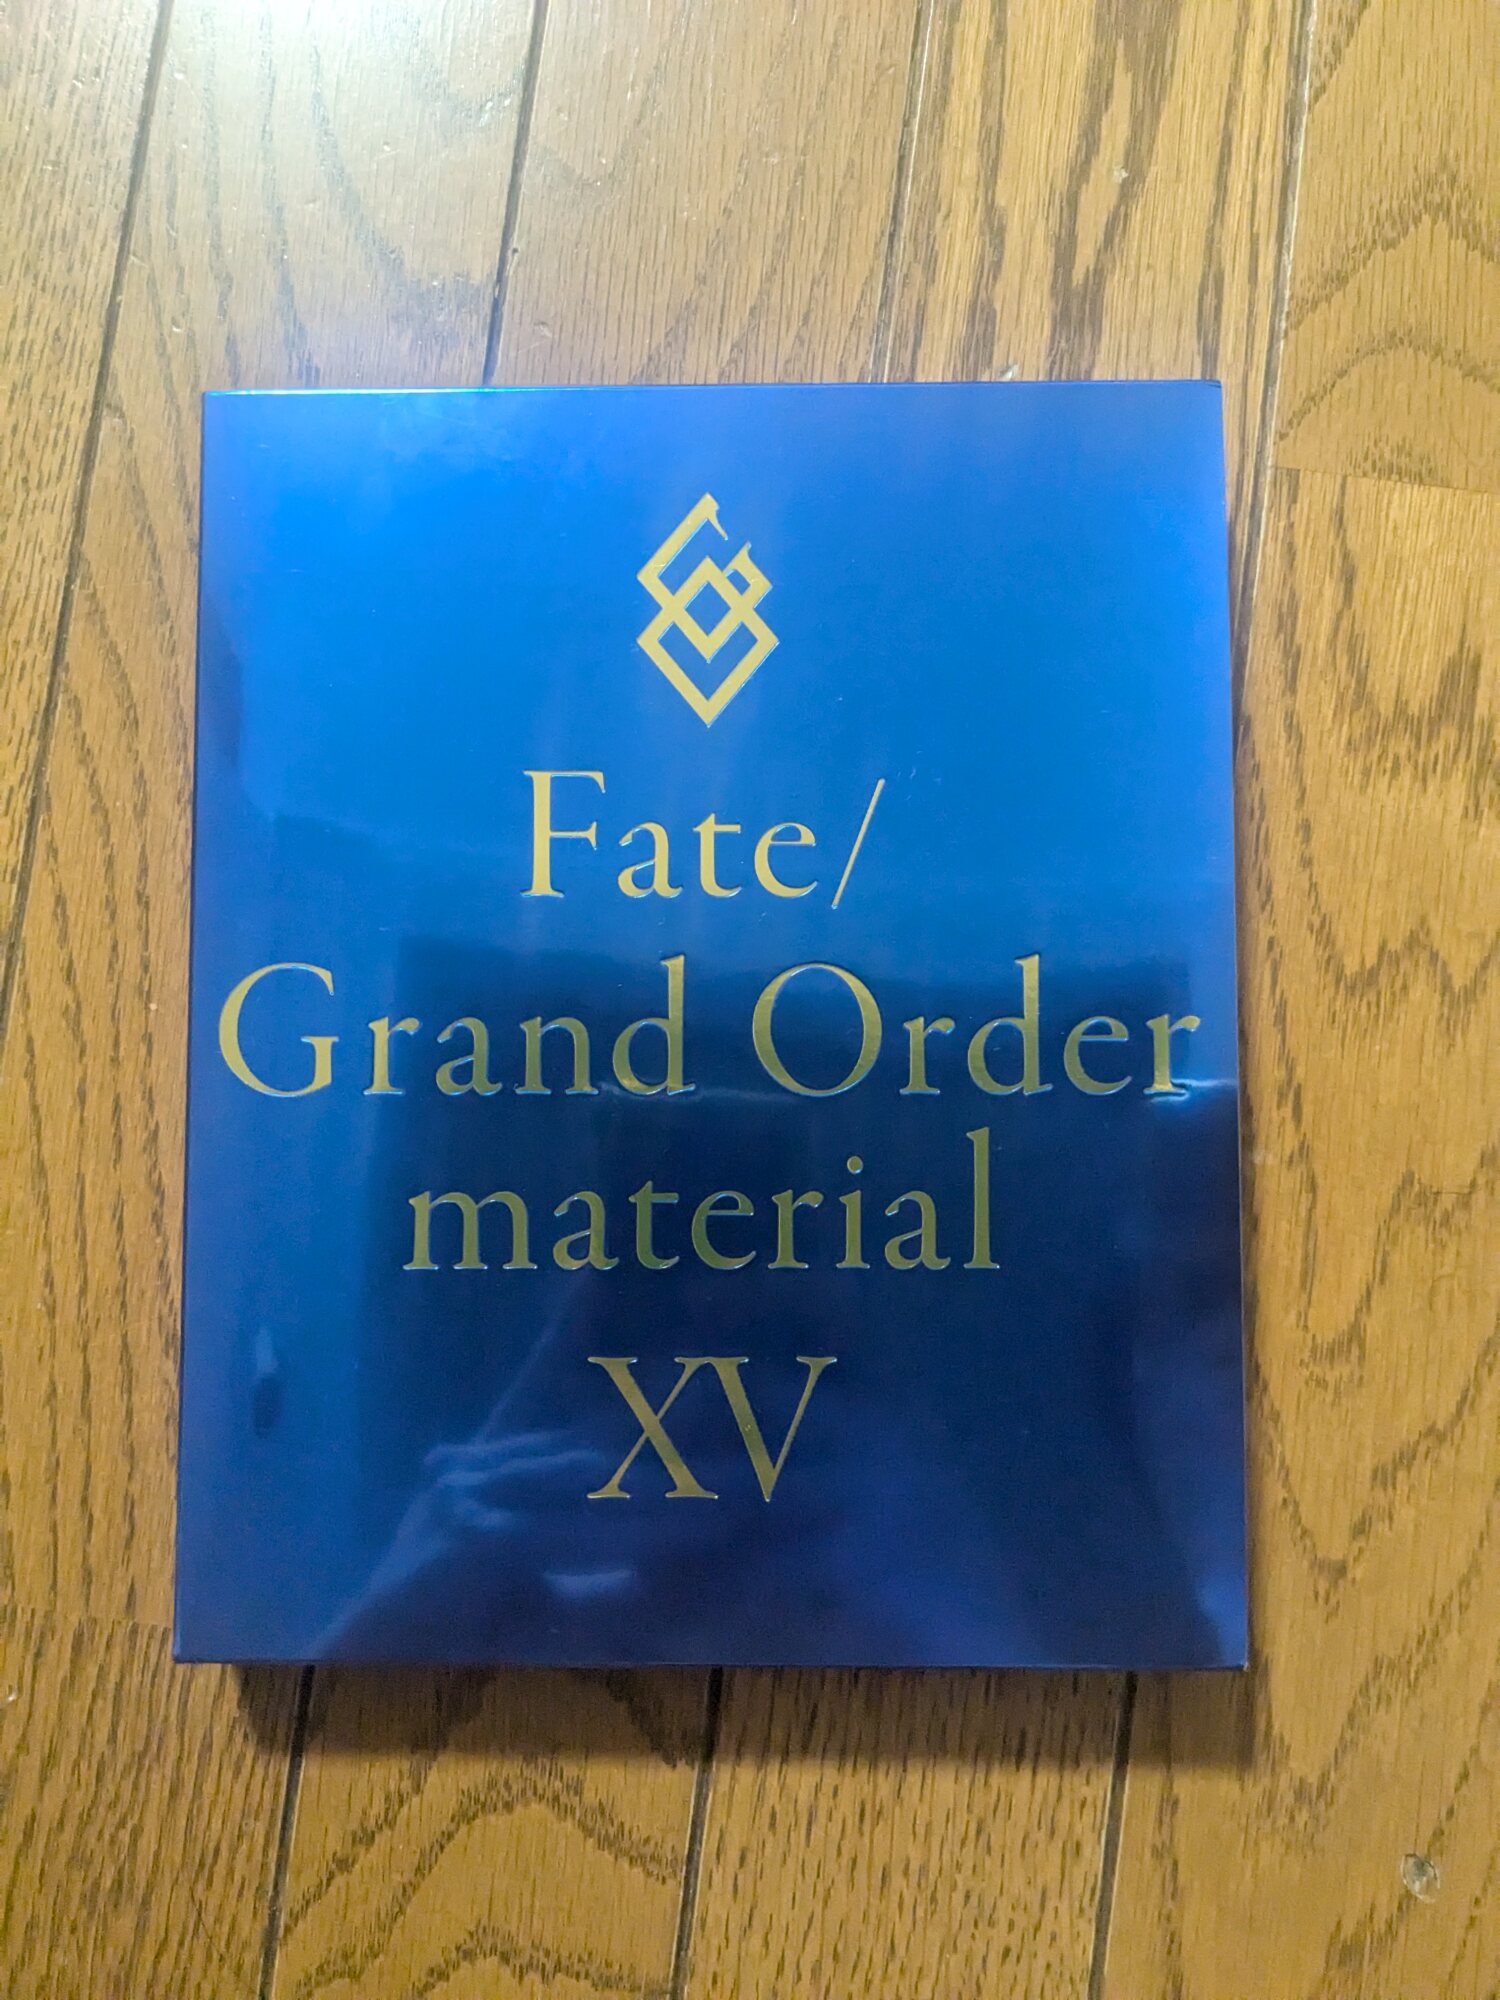 Fate/
Grand Order
material
XV